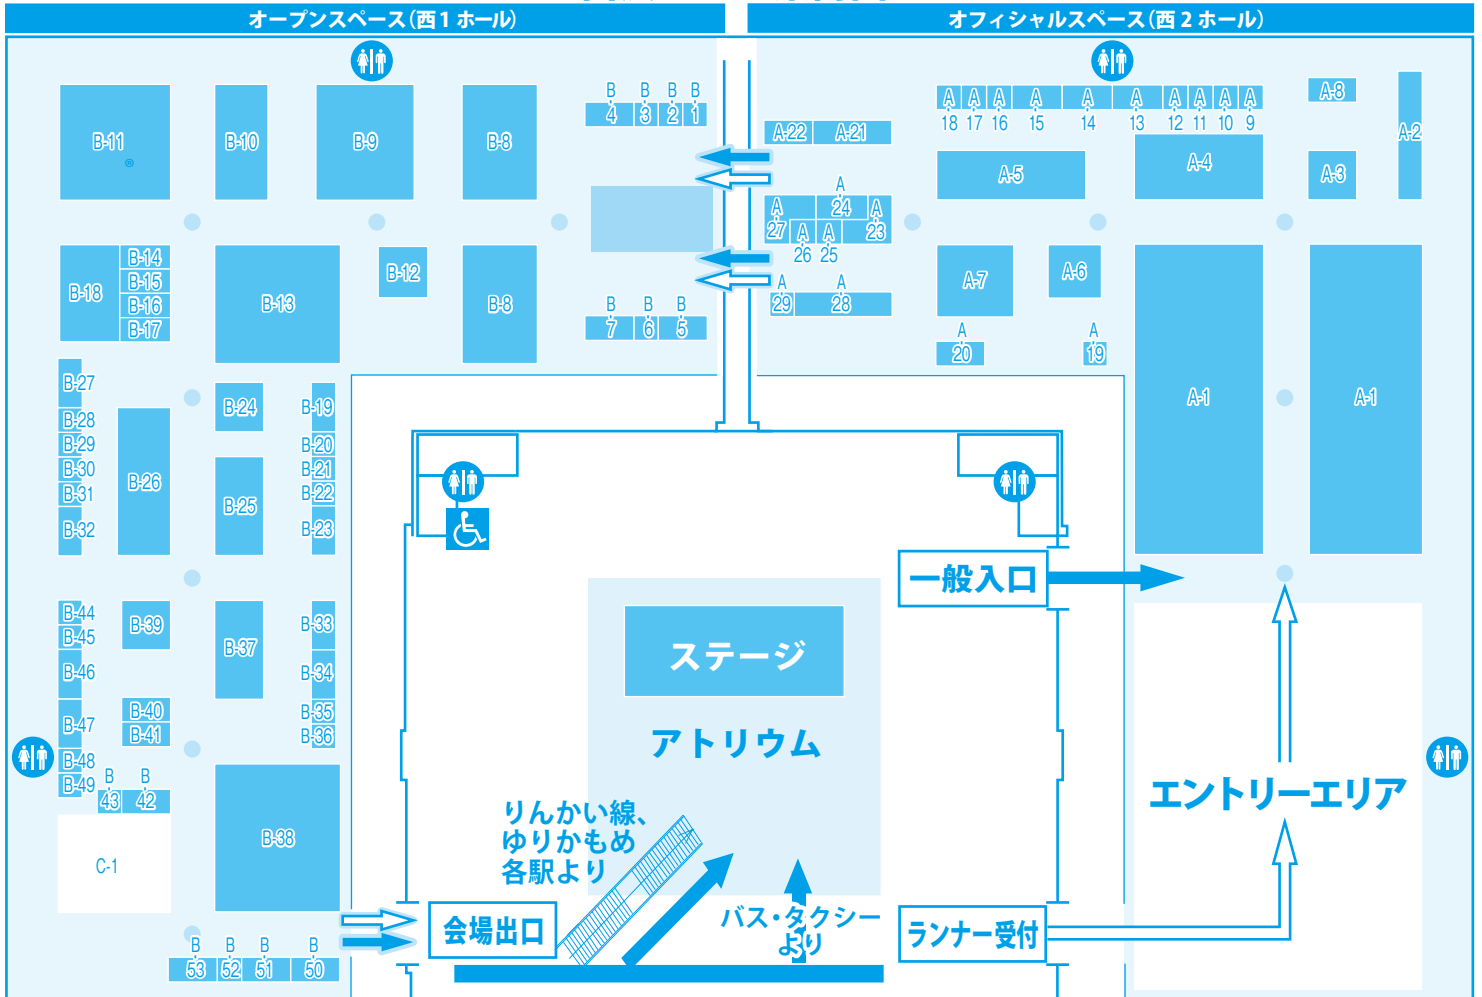 オープンスペース（西1ホール）
オフィシャルスペース（西2ホール）
B-11
B-10
B-9
B-8
B
4
B
3
B
2
B
1
B-18
B-14
B-15
B-16
B-17
B-13
B-12
B-8
B
7
B
6
B
5
B-27
B-28
B-29
B-30
B-31
B-32
B-26
B-24
B-25
B-19
B-20
B-21
B-22
B-23
B-44
B-45
B-46
B-47
B-48
B-49
B-39
B-40
B-41
B
43
B
42
B-37
B-33
B-34
B-35
B-36
B-38
C-1
B
53
B
52
B
51
B
50
A-22
A-21
A
27
A
24
A
23
A
26
A
25
A
29
A
28
A
18
A
17
A
16
A
15
A
14
A
13
A
12
A
11
A
10
A
9
A-8
A-2
A-5
A-4
A-3
A-7
A-6
A
20
A
19
A-1
A-1
一般入口
ステージ
アトリウム
りんかい線、
ゆりかもめ
各駅より
バス・タクシー
より
会場出口
ランナー受付
エントリーエリア